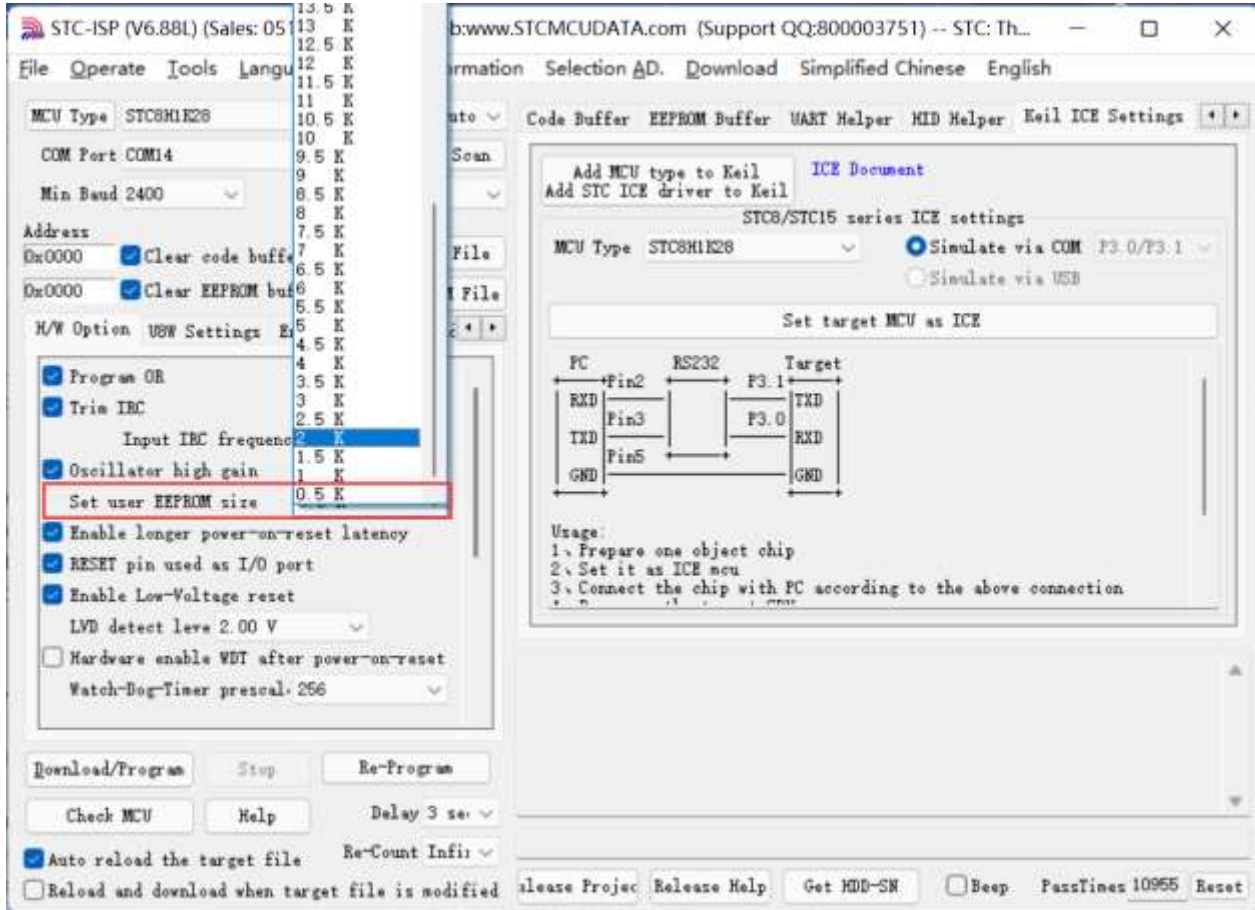 STC-ISP (V6.88L) (Sales: 051
b:www.STCMCUDATA.com (Support QQ:800003751) -- STC: Th...
File Operate Tools Langu
rmation Selection AD. Download Simplified Chinese English
MCU Type STC8H1K28
uto
COM Port COM14
Scan
Min Baud 2400
Address
0x0000 Clear code buffe
File
0x0000 Clear EEPROM buf
File
H/W Option U8W Settings
Program OR
Trim IRC
Input IRC frequenc
Oscillator high gain
Set user EEPROM size
Enable longer power-on-reset latency
RESET pin used as I/O port
Enable Low-Voltage reset
LVD detect leve 2.00 V
Hardware enable WDT after power-on-reset
Watch-Dog-Timer prescal 256
13.5 K
13 K
12.5 K
12 K
11.5 K
11 K
10.5 K
10 K
9.5 K
9 K
8.5 K
8 K
7.5 K
7 K
6.5 K
6 K
5.5 K
5 K
4.5 K
4 K
3.5 K
3 K
2.5 K
2 K
1.5 K
1 K
0.5 K
Download/Program Stop Re-Program
Check MCU Help Delay 3 se
Auto reload the target file Re-Count Infi
Reload and download when target file is modified
Code Buffer EEPROM Buffer UART Helper HID Helper Keil ICE Settings
Add MCU type to Keil
Add STC ICE driver to Keil
ICE Document
STC8/STC15 series ICE settings
MCU Type STC8H1K28 Simulate via COM P3.0/P3.1
Simulate via USB
Set target MCU as ICE
PC RS232 Target
Pin2 P3.1
RXD TXD
Pin3 P3.0
TXD RXD
Pin5
GND GND
Usage:
1、Prepare one object chip
2、Set it as ICE mcu
3、Connect the chip with PC according to the above connection
lease Projec Release Help Get HDD-SN Beep PassTimes 10955 Reset